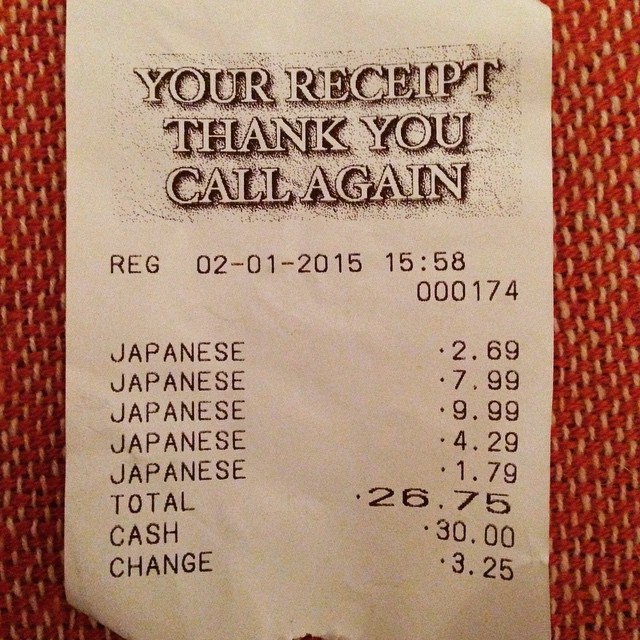 YOUR RECEIPT
THANK YOU
CALL AGAIN
REG 02-01-2015 15:58
000174
JAPANESE ·2.69
JAPANESE ·7.99
JAPANESE ·9.99
JAPANESE ·4.29
JAPANESE ·1.79
TOTAL ·26.75
CASH ·30.00
CHANGE ·3.25